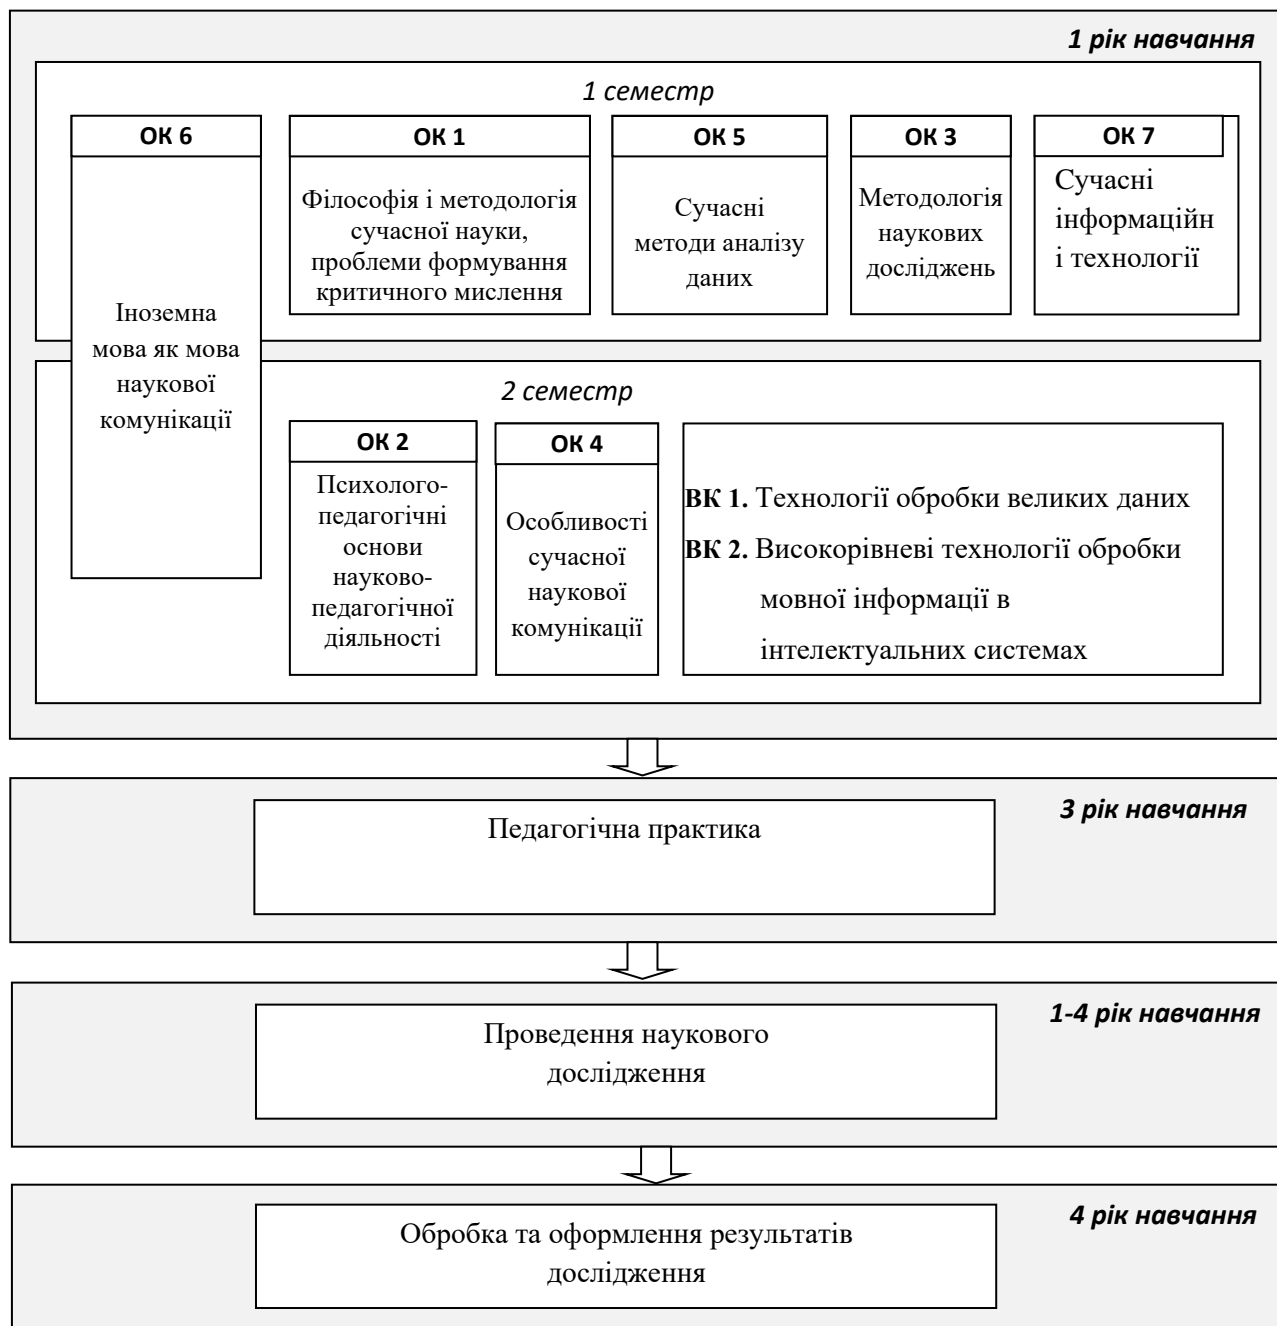 1 рік навчання
1 семестр
ОК 6
Іноземна
мова як мова
наукової
комунікації
ОК 1
Філософія і методологія
сучасної науки,
проблеми формування
критичного мислення
ОК 5
Сучасні
методи аналізу
даних
ОК 3
Методологія
наукових
досліджень
ОК 7
Сучасні
інформаційн
і технології
2 семестр
ОК 2
Психолого-
педагогічні
основи
науково-
педагогічної
діяльності
ОК 4
Особливості
сучасної
наукової
комунікації
ВК 1. Технології обробки великих даних
ВК 2. Високорівневі технології обробки
мовної інформації в
інтелектуальних системах
3 рік навчання
Педагогічна практика
1-4 рік навчання
Проведення наукового
дослідження
4 рік навчання
Обробка та оформлення результатів
дослідження